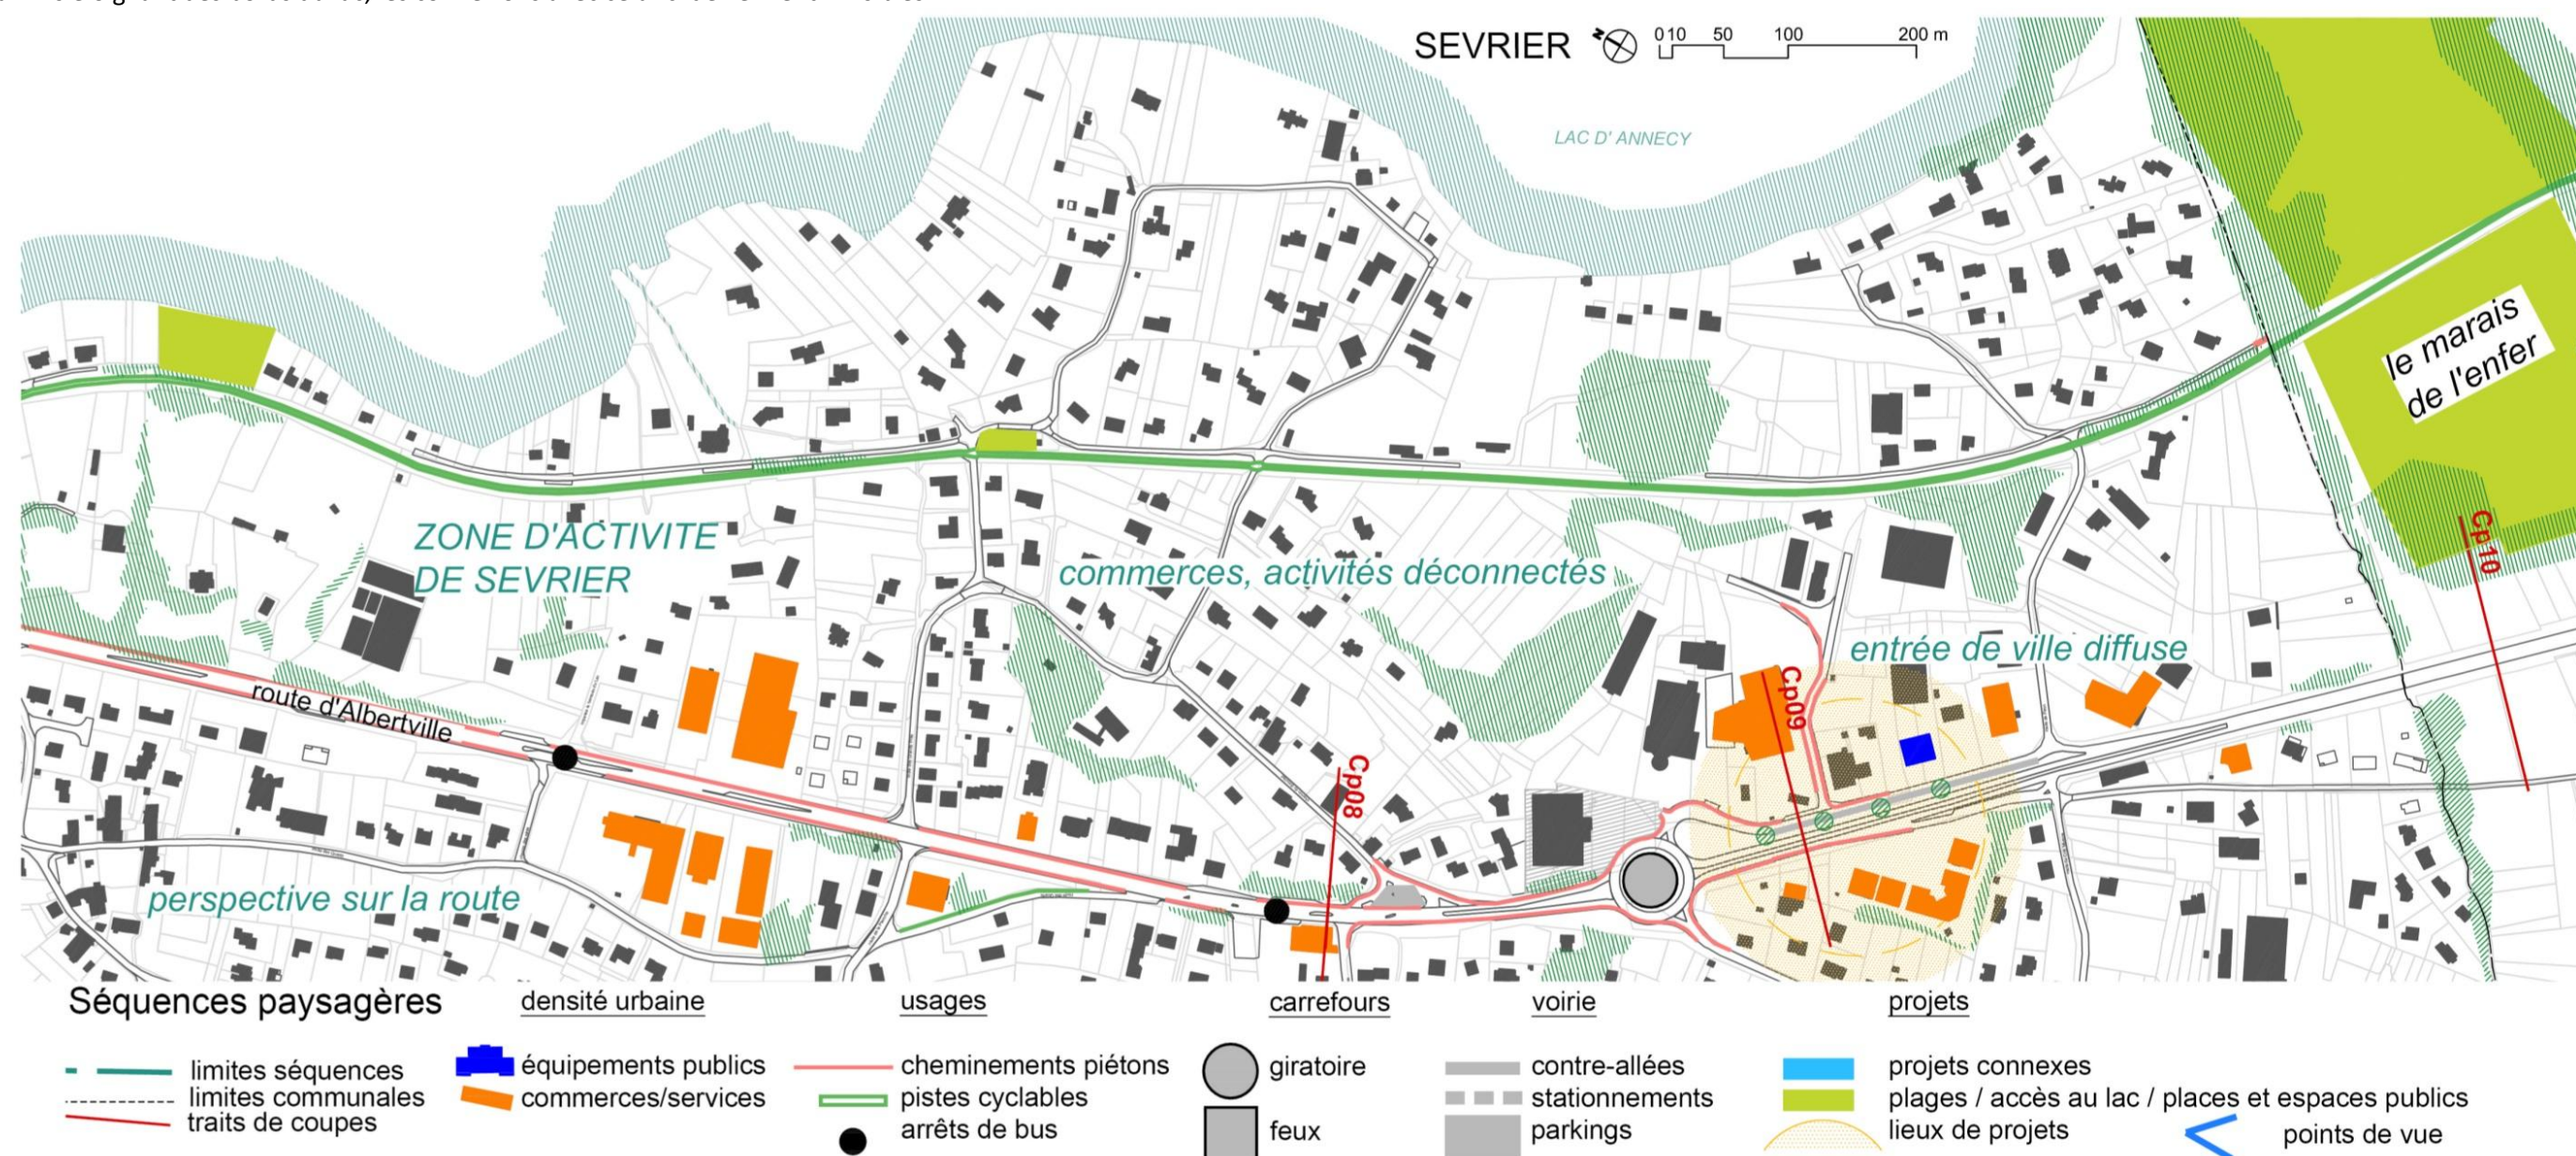 SEVRIER
N
0 10 50 100 200 m
LAC D' ANNECY
le marais
de l'enfer
Cp10
ZONE D'ACTIVITE
DE SEVRIER
commerces, activités déconnectés
entrée de ville diffuse
Cp09
route d'Albertville
Cp08
perspective sur la route
Séquences paysagères
limites séquences
limites communales
traits de coupes
densité urbaine
équipements publics
commerces/services
usages
cheminements piétons
pistes cyclables
arrêts de bus
carrefours
giratoire
feux
voirie
contre-allées
stationnements
parkings
projets
projets connexes
plages / accès au lac / places et espaces publics
lieux de projets
points de vue